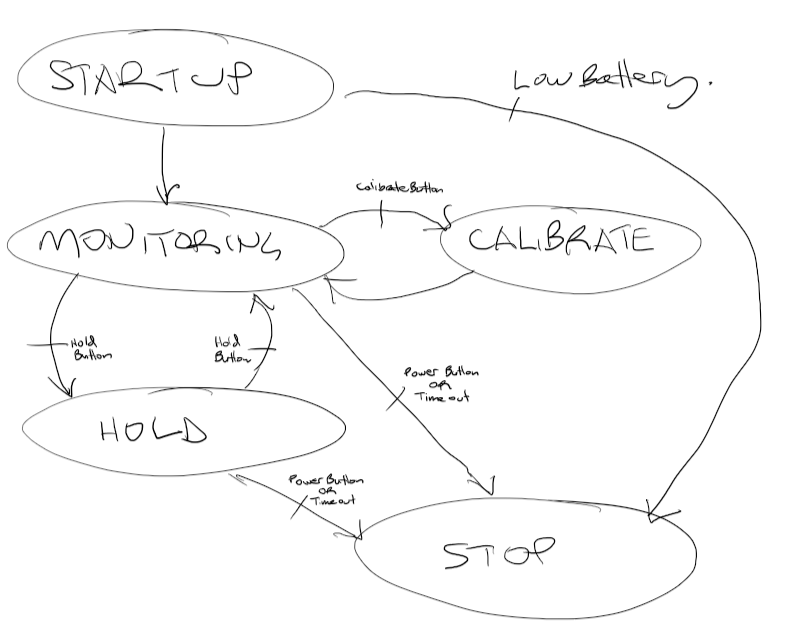 STARTUP
Low Battery.
Calibrate Button
MONITORING
CALIBRATE
Hold
Button
Hold
Button
Power Button
OR
Timeout
HOLD
Power Button
OR
Timeout
STOP